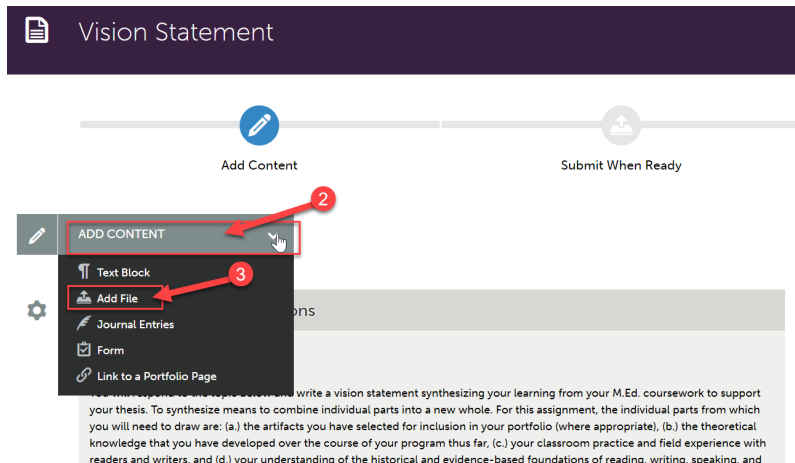 Vision Statement
Add Content
Submit When Ready
2
ADD CONTENT
Text Block
3
Add File
ons
Journal Entries
Form
Link to a Portfolio Page
write a vision statement synthesizing your learning from your M.Ed. coursework to support
your thesis. To synthesize means to combine individual parts into a new whole. For this assignment, the individual parts from which
you will need to draw are: (a.) the artifacts you have selected for inclusion in your portfolio (where appropriate), (b.) the theoretical
knowledge that you have developed over the course of your program thus far, (c.) your classroom practice and field experience with
readers and writers, and (d.) your understanding of the historical and evidence-based foundations of reading, writing, speaking, and